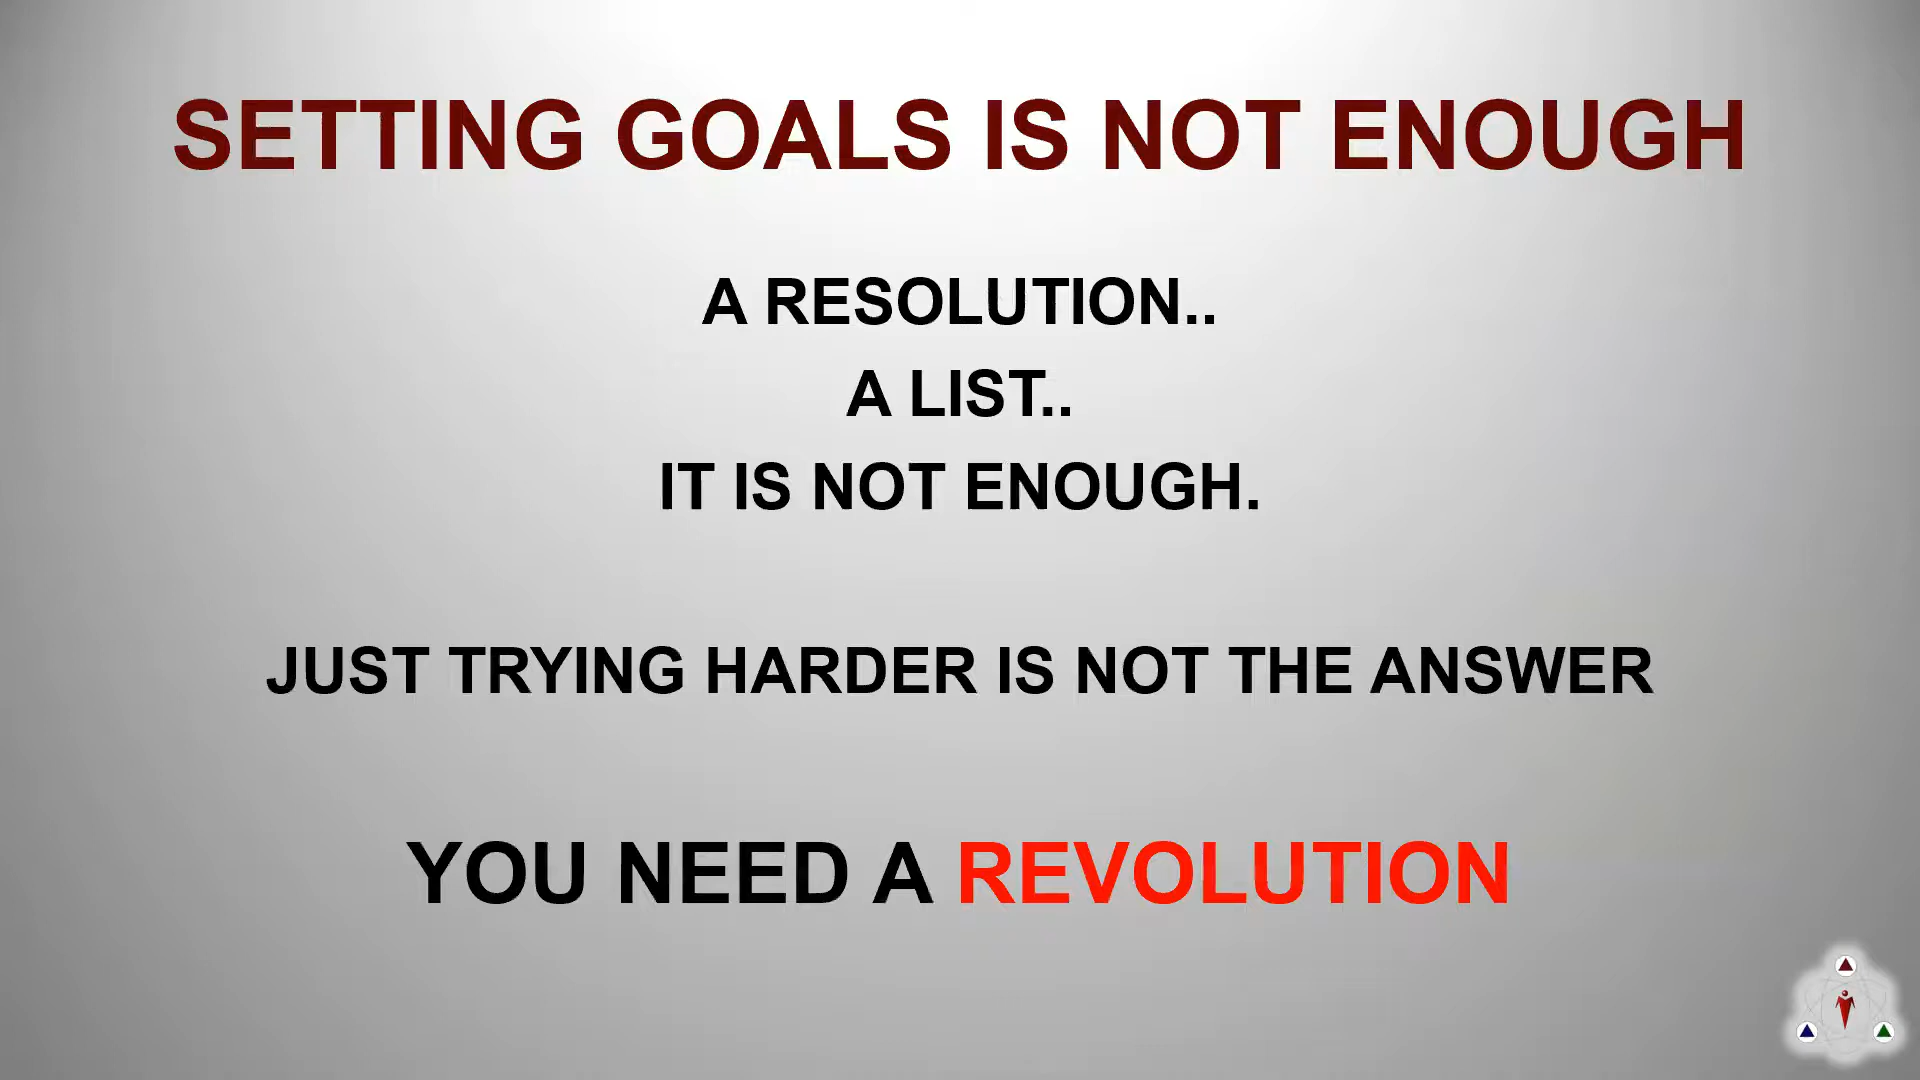 SETTING GOALS IS NOT ENOUGH
A RESOLUTION..
A LIST..
IT IS NOT ENOUGH.
JUST TRYING HARDER IS NOT THE ANSWER
YOU NEED A REVOLUTION